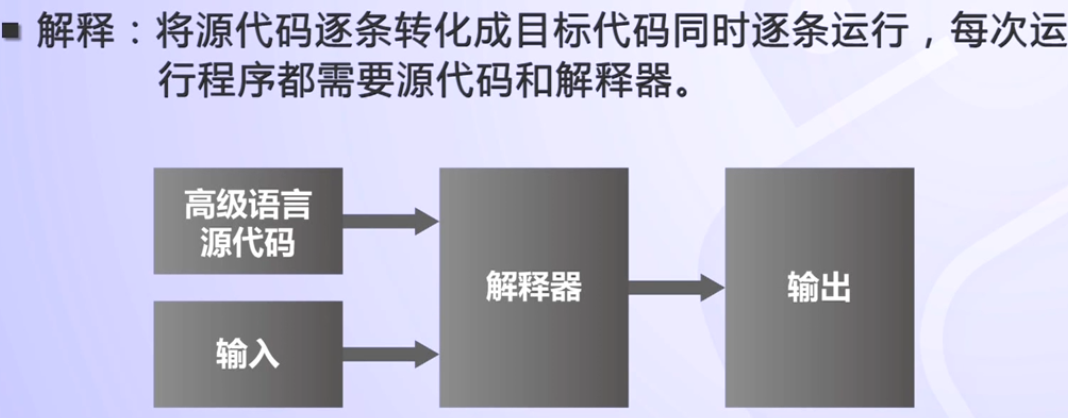 ■ 解释：将源代码逐条转化成目标代码同时逐条运行，每次运
行程序都需要源代码和解释器。
高级语言
源代码
输入
解释器
输出